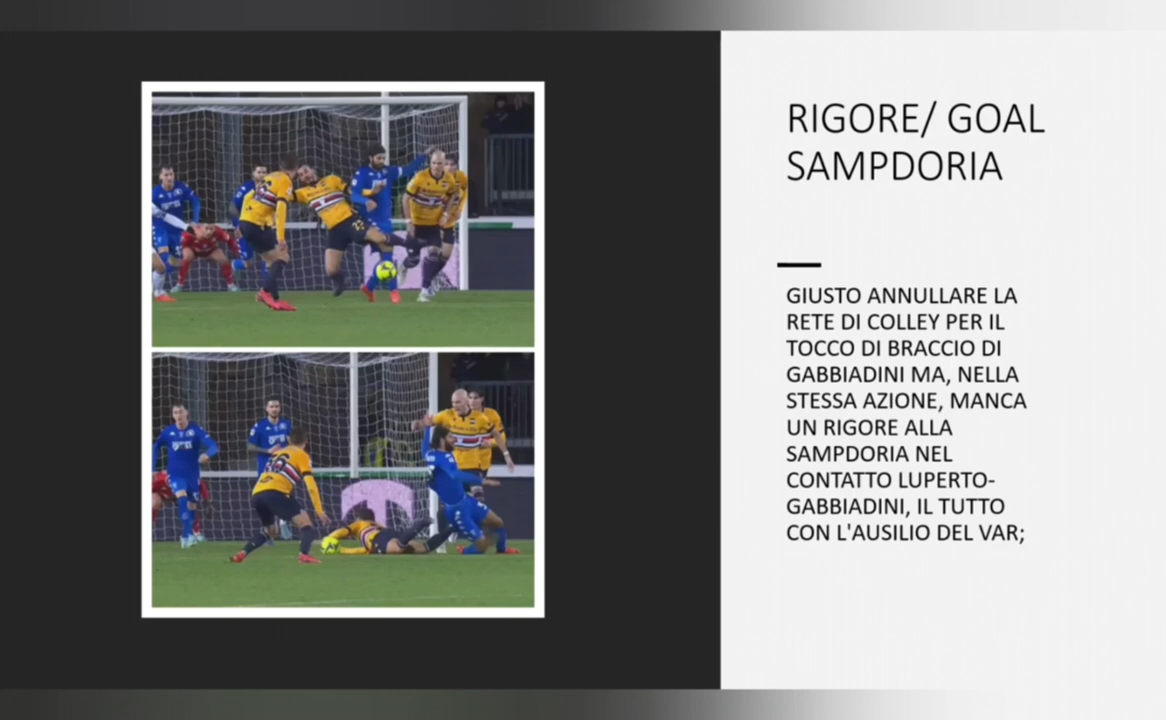 RIGORE/ GOAL
SAMPDORIA
GIUSTO ANNULLARE LA
RETE DI COLLEY PER IL
TOCCO DI BRACCIO DI
GABBIADINI MA, NELLA
STESSA AZIONE, MANCA
UN RIGORE ALLA
SAMPDORIA NEL
CONTATTO LUPERTO-
GABBIADINI, IL TUTTO
CON L'AUSILIO DEL VAR;